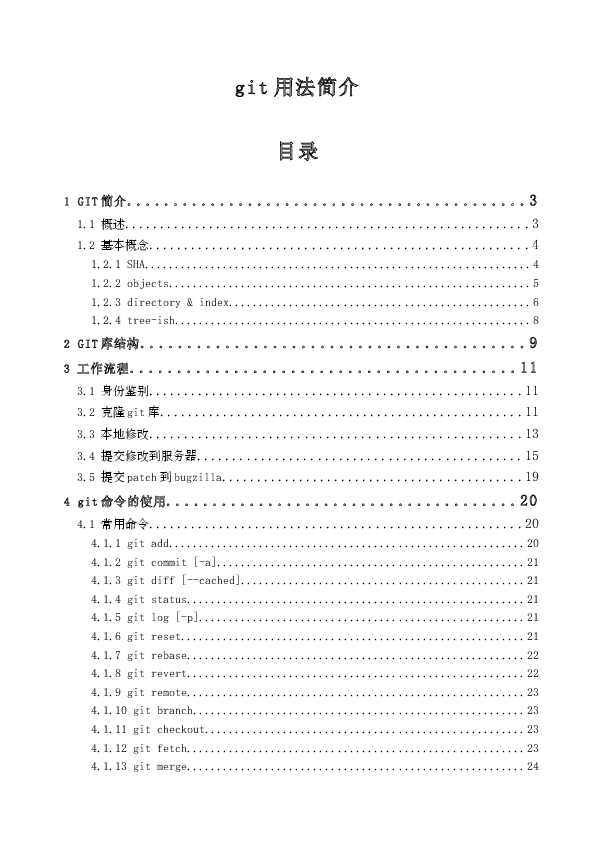 git用法简介
目录
1 GIT简介............................................3
1.1 概述............................................................3
1.2 基本概念........................................................4
1.2.1 SHA..................................................................4
1.2.2 objects..............................................................5
1.2.3 directory & index....................................................6
1.2.4 tree-ish.............................................................8
2 GIT库结构..........................................9
3 工作流程..........................................11
3.1 身份鉴别.......................................................11
3.2 克隆git库......................................................11
3.3 本地修改.......................................................13
3.4 提交修改到服务器...............................................15
3.5 提交patch到bugzilla............................................19
4 git命令的使用......................................20
4.1 常用命令.......................................................20
4.1.1 git add.............................................................20
4.1.2 git commit [-a].....................................................21
4.1.3 git diff [--cached].................................................21
4.1.4 git status..........................................................21
4.1.5 git log [-p]........................................................21
4.1.6 git reset...........................................................21
4.1.7 git rebase..........................................................22
4.1.8 git revert..........................................................22
4.1.9 git remote..........................................................23
4.1.10 git branch.........................................................23
4.1.11 git checkout.......................................................23
4.1.12 git fetch..........................................................23
4.1.13 git merge..........................................................24